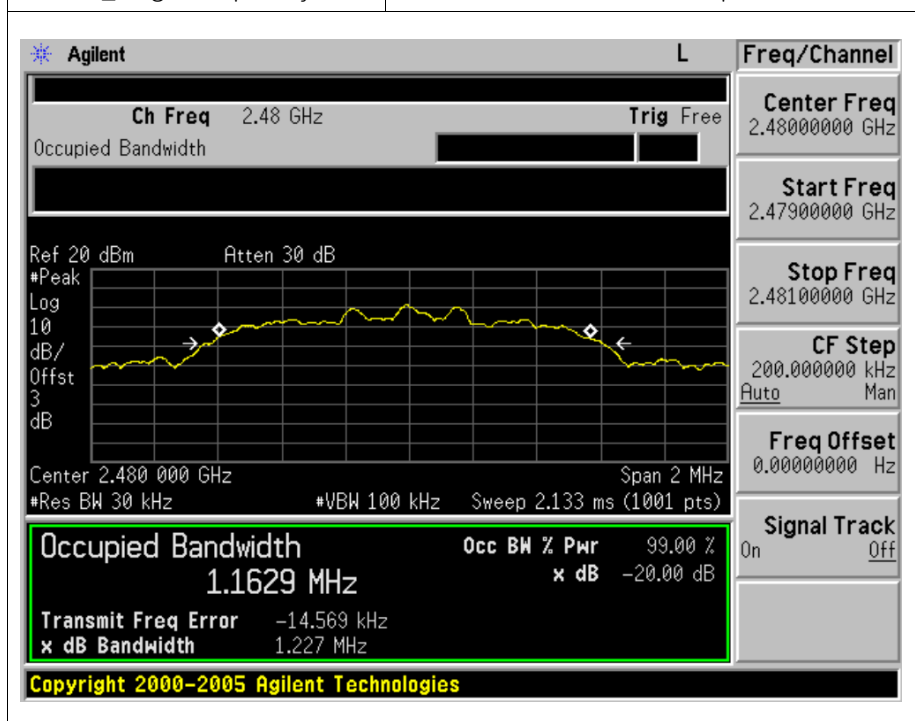 Agilent L
Freq/Channel
Ch Freq 2.48 GHz Trig Free
Occupied Bandwidth
Center Freq
2.48000000 GHz
Start Freq
2.47900000 GHz
Stop Freq
2.48100000 GHz
CF Step
200.000000 kHz
Auto Man
Freq Offset
0.00000000 Hz
Signal Track
On Off
Ref 20 dBm Atten 30 dB
#Peak
Log
10
dB/
Offst
3
dB
Center 2.480 000 GHz Span 2 MHz
#Res BW 30 kHz #VBW 100 kHz Sweep 2.133 ms (1001 pts)
Occupied Bandwidth Occ BW % Pwr 99.00 %
1.1629 MHz x dB -20.00 dB
Transmit Freq Error -14.569 kHz
x dB Bandwidth 1.227 MHz
Copyright 2000-2005 Agilent Technologies